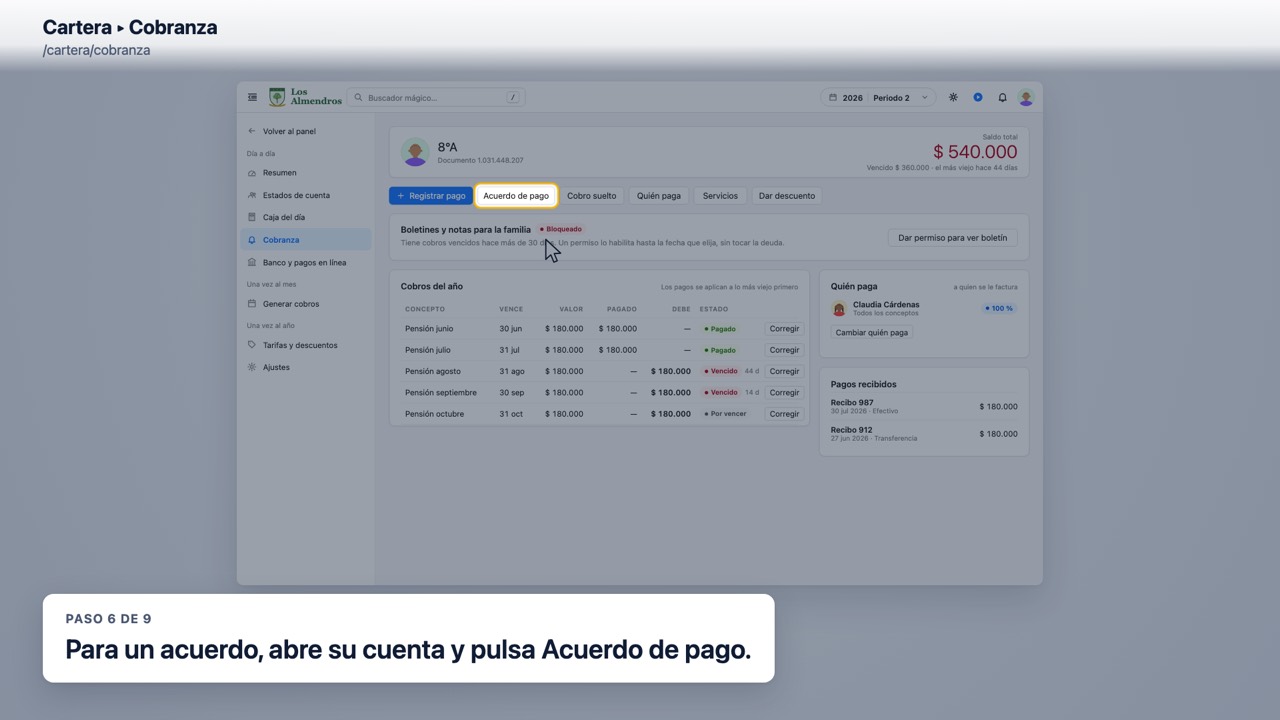 Cartera ▸ Cobranza
/cartera/cobranza
Los Almendros
Buscador mágico...
/
2026 Periodo 2
Volver al panel
Día a día
Resumen
Estados de cuenta
Caja del día
Cobranza
Banco y pagos en línea
Una vez al mes
Generar cobros
Una vez al año
Tarifas y descuentos
Ajustes
8°A
Documento 1.031.448.207
Saldo total
$ 540.000
Vencido $ 360.000 · el más viejo hace 44 días
+ Registrar pago
Acuerdo de pago
Cobro suelto
Quién paga
Servicios
Dar descuento
Boletines y notas para la familia
Bloqueado
Tiene cobros vencidos hace más de 30 Un permiso lo habilita hasta la fecha que elija, sin tocar la deuda.
Dar permiso para ver boletín
Cobros del año
Los pagos se aplican a lo más viejo primero
CONCEPTO VENCE VALOR PAGADO DEBE ESTADO
Pensión junio 30 jun $ 180.000 $ 180.000 — Pagado Corregir
Pensión julio 31 jul $ 180.000 $ 180.000 — Pagado Corregir
Pensión agosto 31 ago $ 180.000 — $ 180.000 Vencido 44 d Corregir
Pensión septiembre 30 sep $ 180.000 — $ 180.000 Vencido 14 d Corregir
Pensión octubre 31 oct $ 180.000 — $ 180.000 Por vencer Corregir
Quién paga
a quien se le factura
Claudia Cárdenas
Todos los conceptos
100 %
Cambiar quién paga
Pagos recibidos
Recibo 987
30 jul 2026 · Efectivo
$ 180.000
Recibo 912
27 jun 2026 · Transferencia
$ 180.000
PASO 6 DE 9
Para un acuerdo, abre su cuenta y pulsa Acuerdo de pago.